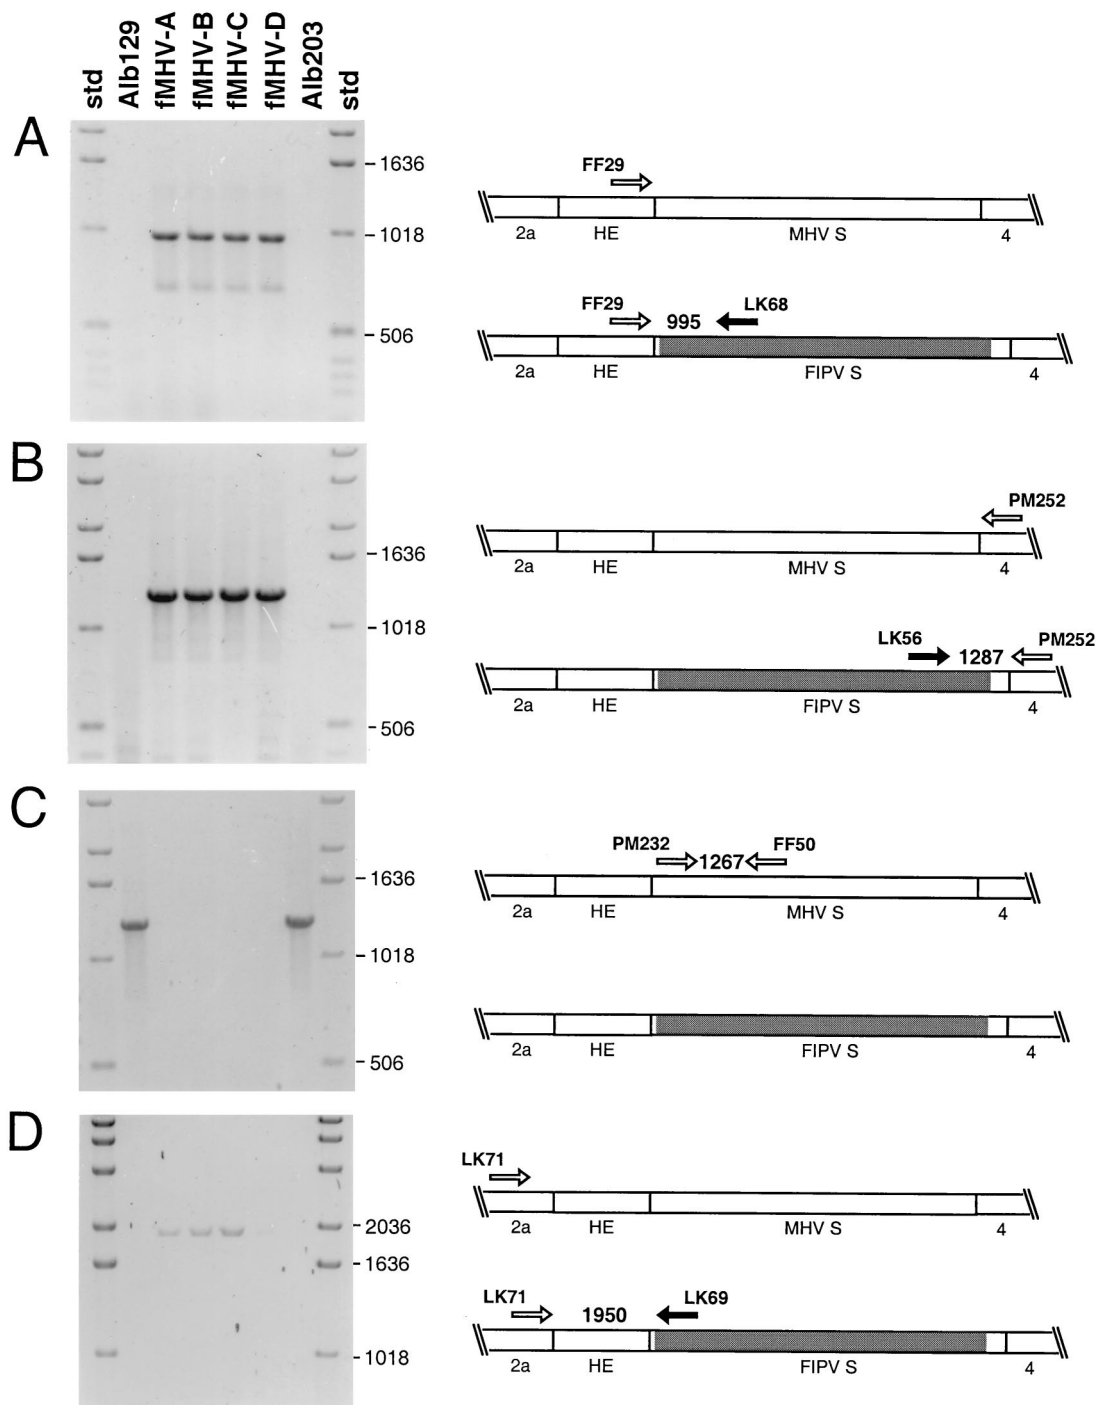 std Alb129 fMHV-A fMHV-B fMHV-C fMHV-D Alb203 std
A
1636
1018
506
FF29
2a HE MHV S 4
FF29 995 LK68
2a HE FIPV S 4
B
1636
1018
506
PM252
2a HE MHV S 4
LK56 1287 PM252
2a HE FIPV S 4
C
1636
1018
506
PM232 1267 FF50
2a HE MHV S 4
2a HE FIPV S 4
D
2036
1636
1018
LK71
2a HE MHV S 4
LK71 1950 LK69
2a HE FIPV S 4